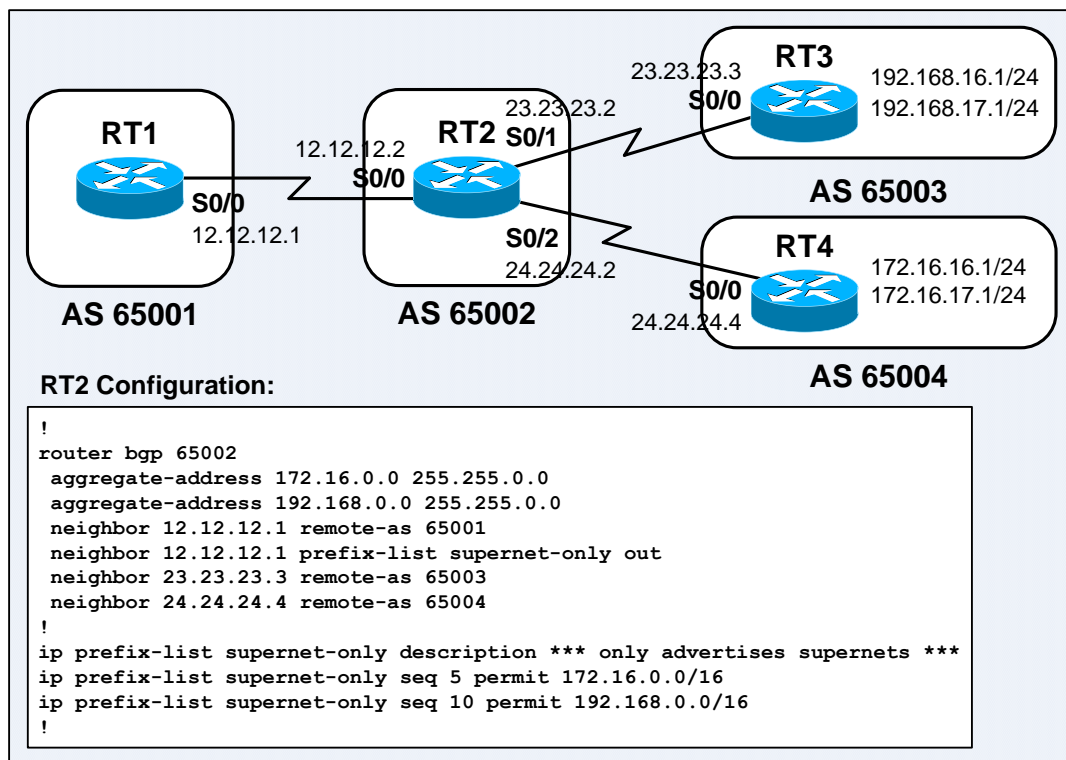 RT1
S0/0
12.12.12.1
AS 65001
12.12.12.2
S0/0
RT2
23.23.23.2
S0/1
S0/2
24.24.24.2
AS 65002
23.23.23.3
S0/0
RT3
192.168.16.1/24
192.168.17.1/24
AS 65003
RT4
S0/0
24.24.24.4
172.16.16.1/24
172.16.17.1/24
AS 65004
RT2 Configuration:
!
router bgp 65002
 aggregate-address 172.16.0.0 255.255.0.0
 aggregate-address 192.168.0.0 255.255.0.0
 neighbor 12.12.12.1 remote-as 65001
 neighbor 12.12.12.1 prefix-list supernet-only out
 neighbor 23.23.23.3 remote-as 65003
 neighbor 24.24.24.4 remote-as 65004
!
ip prefix-list supernet-only description *** only advertises supernets ***
ip prefix-list supernet-only seq 5 permit 172.16.0.0/16
ip prefix-list supernet-only seq 10 permit 192.168.0.0/16
!